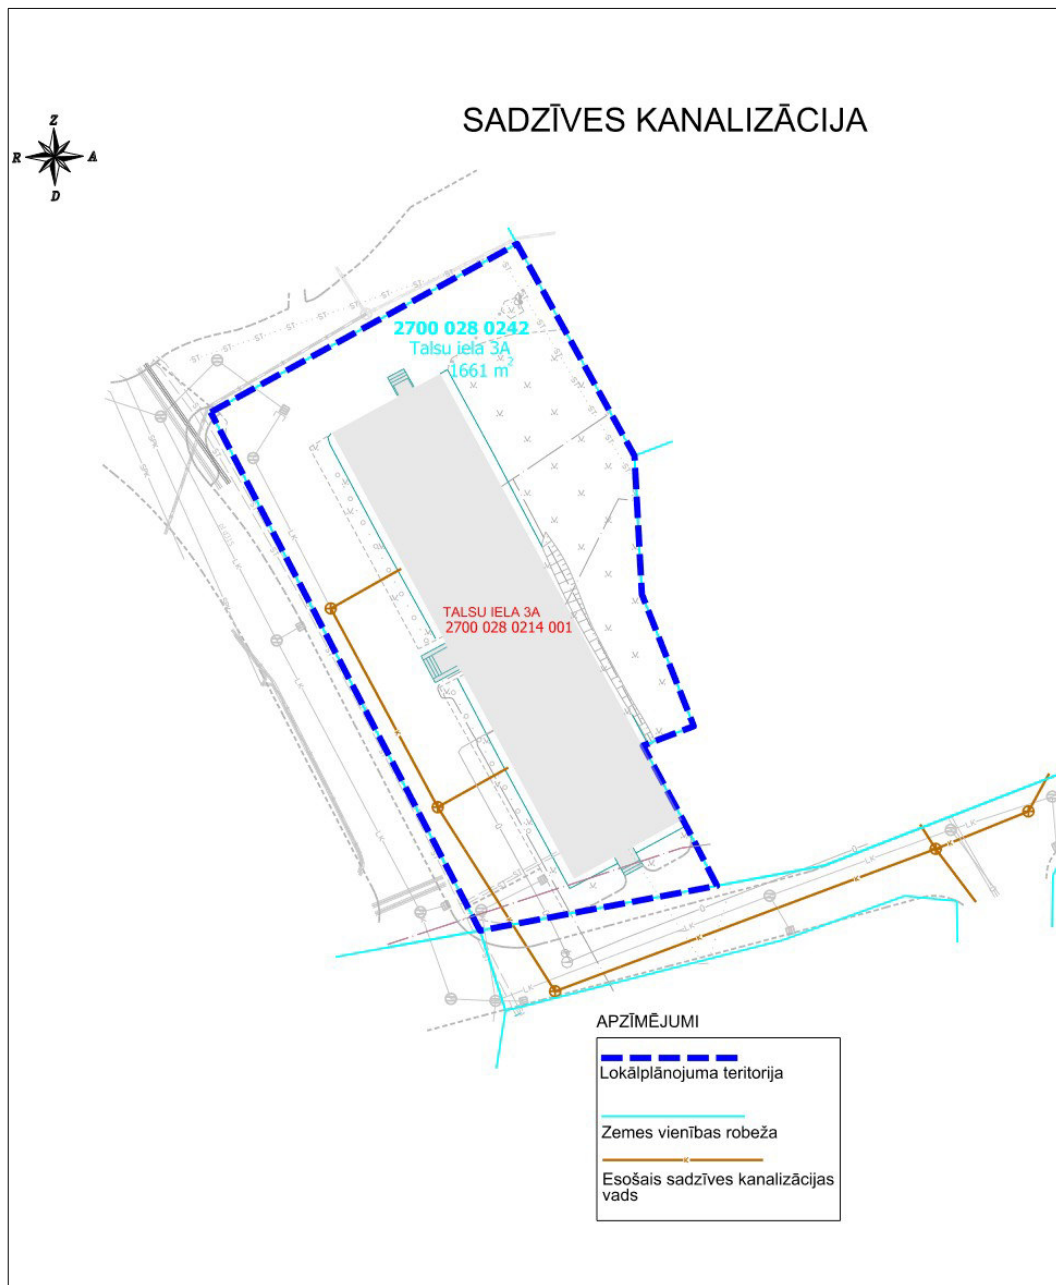 SADZĪVES KANALIZĀCIJA
Z
R A
D
2700 028 0242
Talsu iela 3A
1661 m²
TALSU IELA 3A
2700 028 0214 001
APZĪMĒJUMI
Lokālplānojuma teritorija
Zemes vienības robeža
Esošais sadzīves kanalizācijas
vads